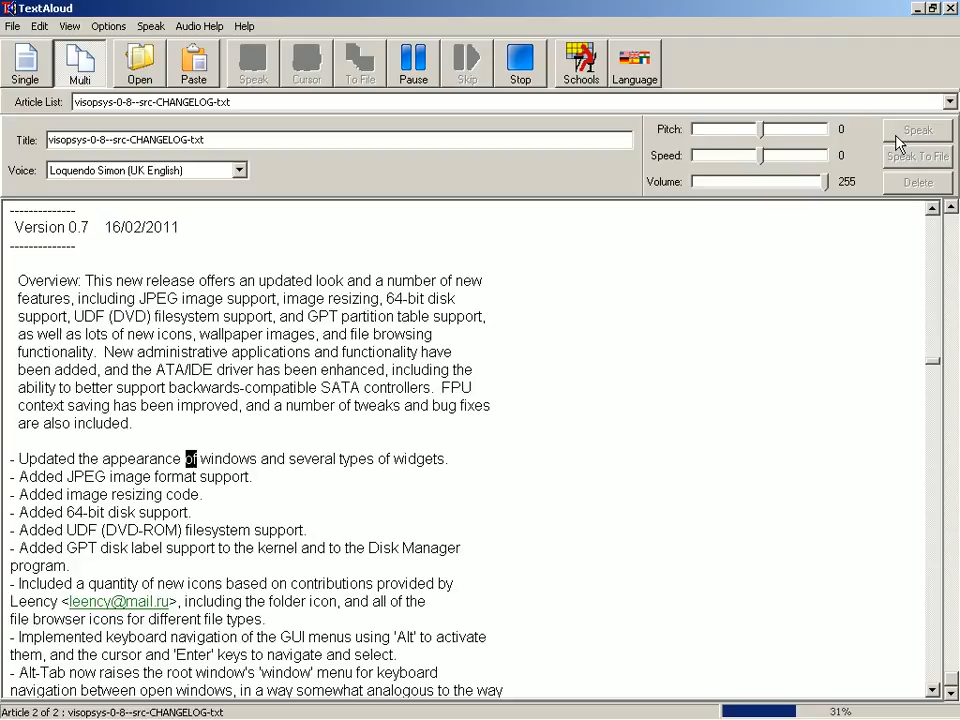 TextAloud
File Edit View Options Speak Audio Help Help
Single Multi Open Paste Speak Cursor To File Pause Skip Stop Schools Language
Article List: visopsys-0-8--src-CHANGELOG-txt
Title: visopsys-0-8--src-CHANGELOG-txt
Voice: Loquendo Simon (UK English)
Pitch: 0 Speak
Speed: 0 Speak To File
Volume: 255 Delete
--------------
Version 0.7 16/02/2011
--------------
Overview: This new release offers an updated look and a number of new
features, including JPEG image support, image resizing, 64-bit disk
support, UDF (DVD) filesystem support, and GPT partition table support,
as well as lots of new icons, wallpaper images, and file browsing
functionality. New administrative applications and functionality have
been added, and the ATA/IDE driver has been enhanced, including the
ability to better support backwards-compatible SATA controllers. FPU
context saving has been improved, and a number of tweaks and bug fixes
are also included.
- Updated the appearance of windows and several types of widgets.
- Added JPEG image format support.
- Added image resizing code.
- Added 64-bit disk support.
- Added UDF (DVD-ROM) filesystem support.
- Added GPT disk label support to the kernel and to the Disk Manager
program.
- Included a quantity of new icons based on contributions provided by
Leency <leency@mail.ru>, including the folder icon, and all of the
file browser icons for different file types.
- Implemented keyboard navigation of the GUI menus using 'Alt' to activate
them, and the cursor and 'Enter' keys to navigate and select.
- Alt-Tab now raises the root window's 'window' menu for keyboard
navigation between open windows, in a way somewhat analogous to the way
Article 2 of 2 : visopsys-0-8--src-CHANGELOG-txt 31%